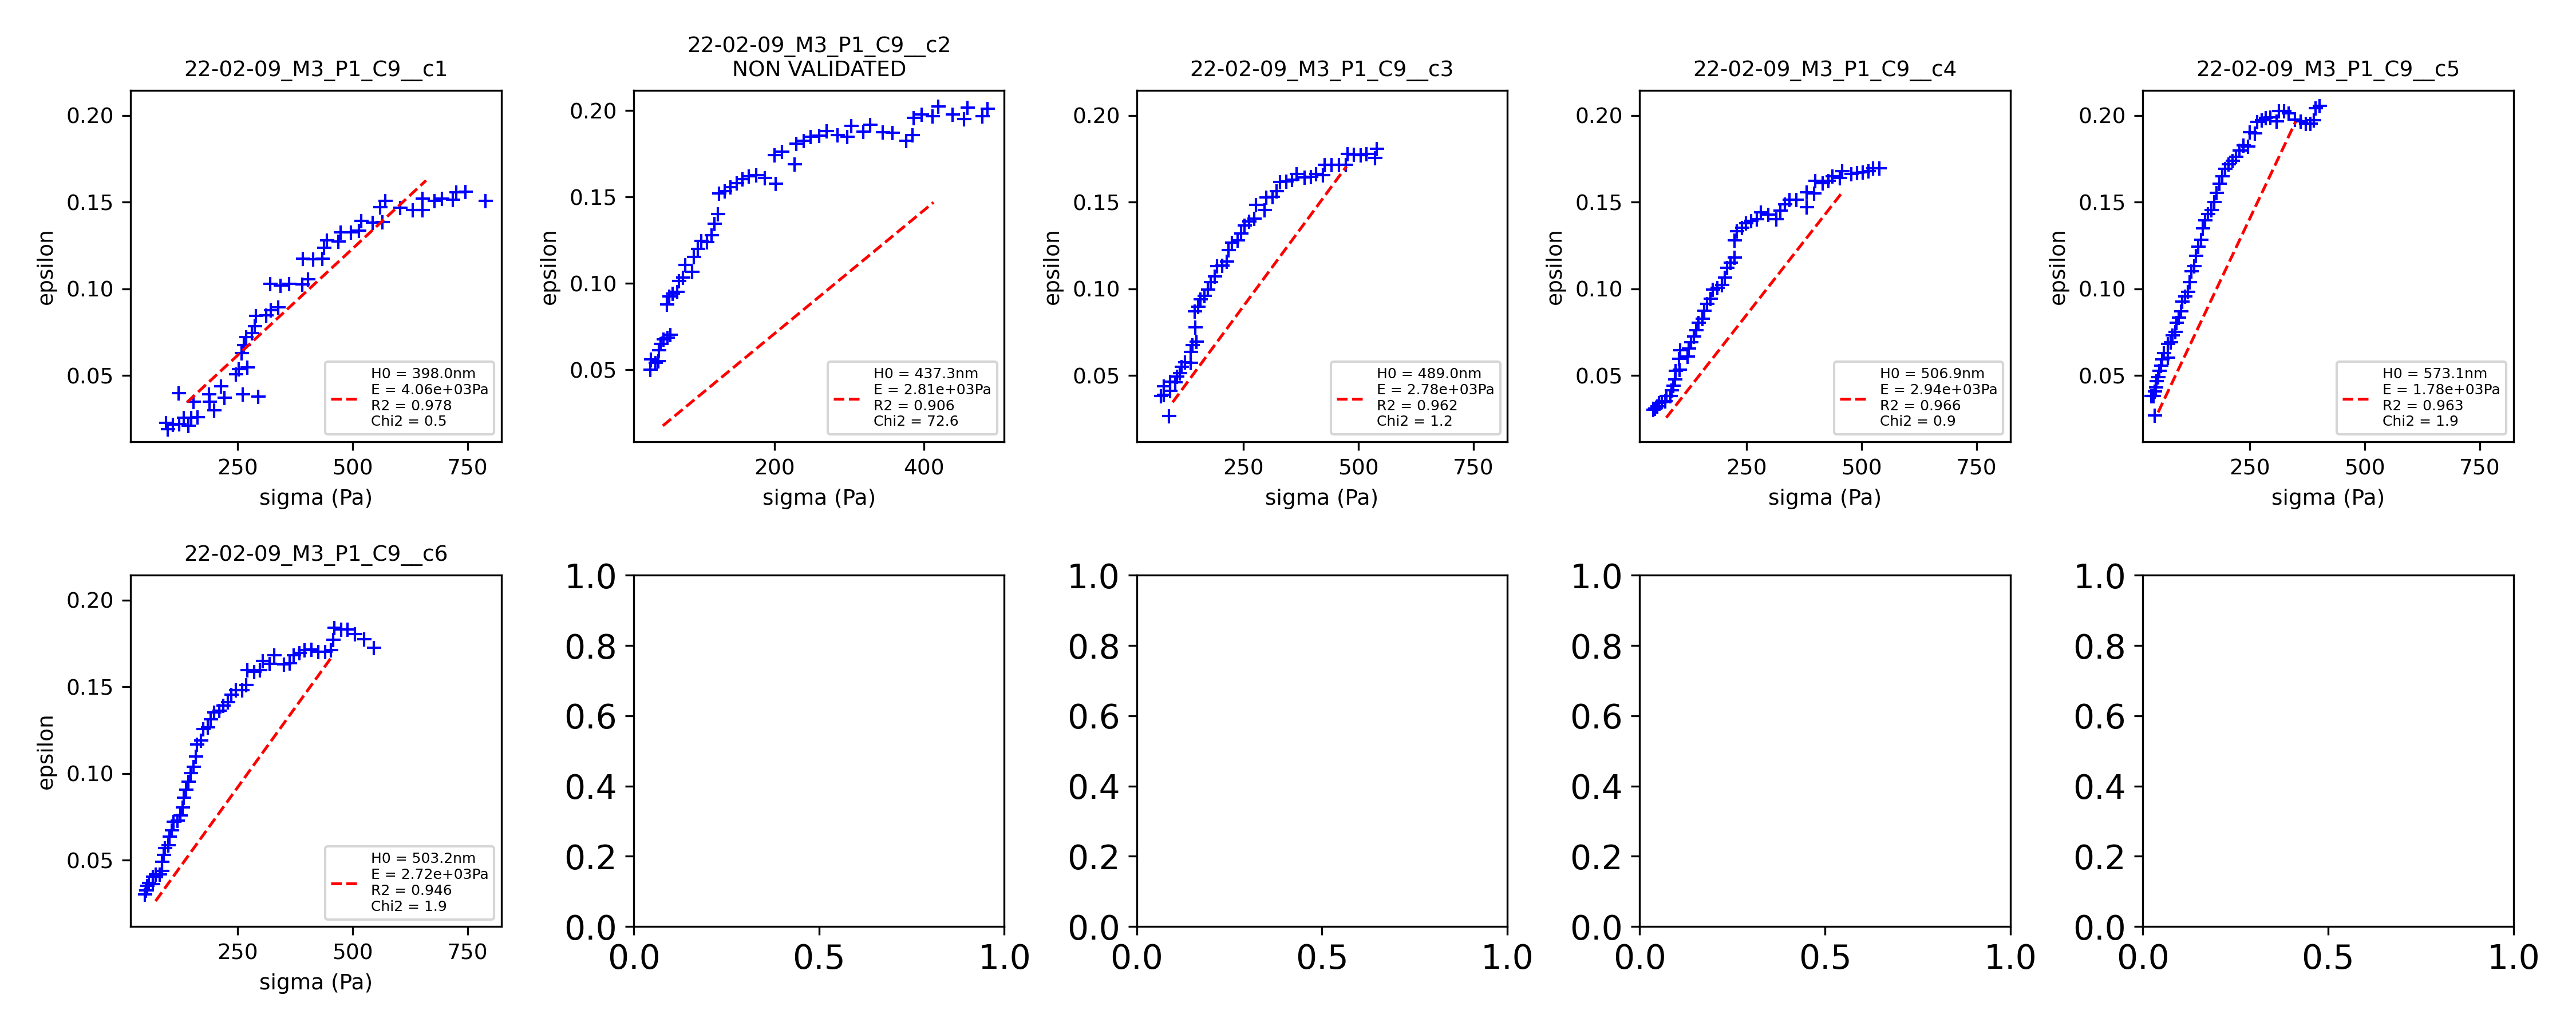 22-02-09_M3_P1_C9__c1
0.20
0.15
0.10
0.05
epsilon
250
500
750
sigma (Pa)
H0 = 398.0nm
E = 4.06e+03Pa
R2 = 0.978
Chi2 = 0.5
22-02-09_M3_P1_C9__c2
NON VALIDATED
0.20
0.15
0.10
0.05
epsilon
200
400
sigma (Pa)
H0 = 437.3nm
E = 2.81e+03Pa
R2 = 0.906
Chi2 = 72.6
22-02-09_M3_P1_C9__c3
0.20
0.15
0.10
0.05
epsilon
250
500
750
sigma (Pa)
H0 = 489.0nm
E = 2.78e+03Pa
R2 = 0.962
Chi2 = 1.2
22-02-09_M3_P1_C9__c4
0.20
0.15
0.10
0.05
epsilon
250
500
750
sigma (Pa)
H0 = 506.9nm
E = 2.94e+03Pa
R2 = 0.966
Chi2 = 0.9
22-02-09_M3_P1_C9__c5
0.20
0.15
0.10
0.05
epsilon
250
500
750
sigma (Pa)
H0 = 573.1nm
E = 1.78e+03Pa
R2 = 0.963
Chi2 = 1.9
22-02-09_M3_P1_C9__c6
0.20
0.15
0.10
0.05
epsilon
250
500
750
sigma (Pa)
H0 = 503.2nm
E = 2.72e+03Pa
R2 = 0.946
Chi2 = 1.9
1.0
0.8
0.6
0.4
0.2
0.0
0.0
0.5
1.0
1.0
0.8
0.6
0.4
0.2
0.0
0.0
0.5
1.0
1.0
0.8
0.6
0.4
0.2
0.0
0.0
0.5
1.0
1.0
0.8
0.6
0.4
0.2
0.0
0.0
0.5
1.0